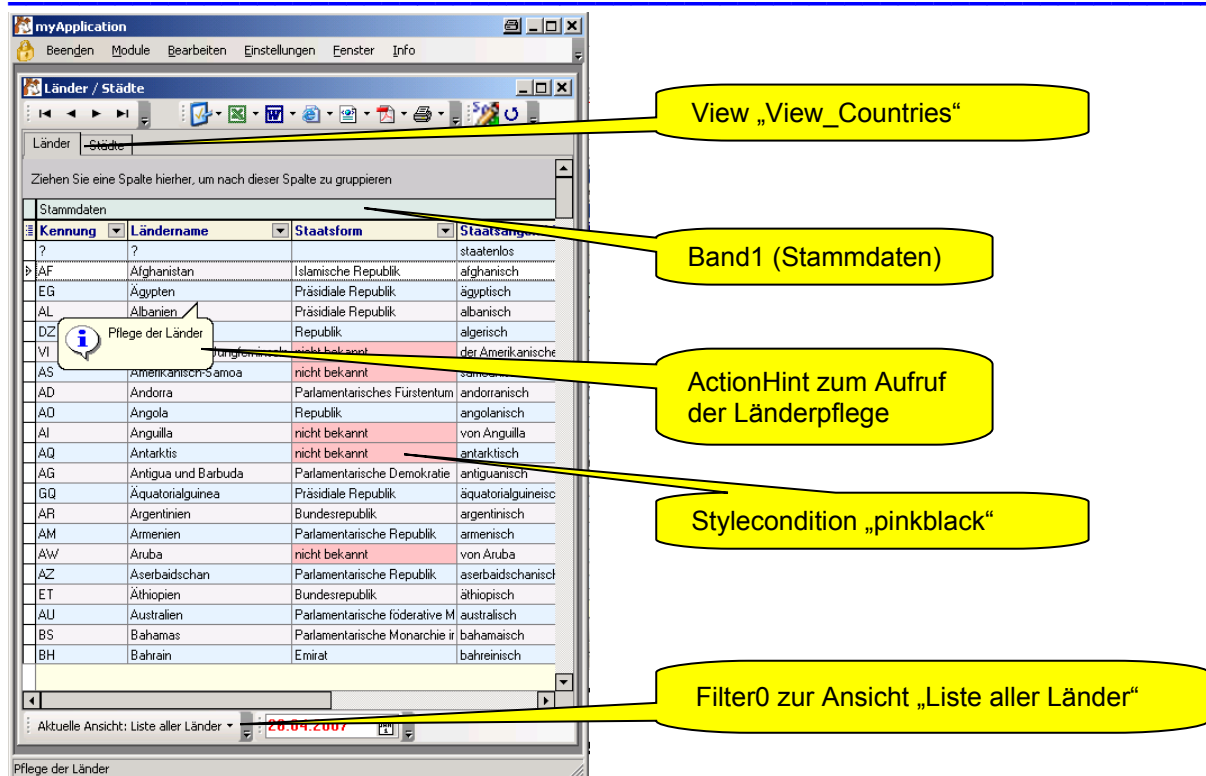 myApplication
Beenden Module Bearbeiten Einstellungen Fenster Info
Länder / Städte
Länder Städte
Ziehen Sie eine Spalte hierher, um nach dieser Spalte zu gruppieren
Stammdaten
Kennung Ländername Staatsform
? ? staatenlos
AF Afghanistan Islamische Republik afghanisch
EG Ägypten Präsidiale Republik ägyptisch
AL Albanien Präsidiale Republik albanisch
DZ Republik algerisch
VI nicht bekannt der Amerikanische
AS Amerikanisch-Samoa nicht bekannt
AD Andorra Parlamentarisches Fürstentum andorranisch
AO Angola Republik angolanisch
AI Anguilla nicht bekannt von Anguilla
AQ Antarktis nicht bekannt antarktisch
AG Antigua und Barbuda Parlamentarische Demokratie antiguanisch
GQ Äquatorialguinea Präsidiale Republik äquatorialguineisc
AR Argentinien Bundesrepublik argentinisch
AM Armenien Parlamentarische Republik armenisch
AW Aruba nicht bekannt von Aruba
AZ Aserbaidschan Parlamentarische Republik aserbaidschanisch
ET Äthiopien Bundesrepublik äthiopisch
AU Australien Parlamentarische föderative M australisch
BS Bahamas Parlamentarische Monarchie ir bahamaisch
BH Bahrain Emirat bahreinisch
Pflege der Länder
Aktuelle Ansicht: Liste aller Länder
Pflege der Länder
View „View_Countries“
Band1 (Stammdaten)
ActionHint zum Aufruf
der Länderpflege
Stylecondition „pinkblack“
Filter0 zur Ansicht „Liste aller Länder“